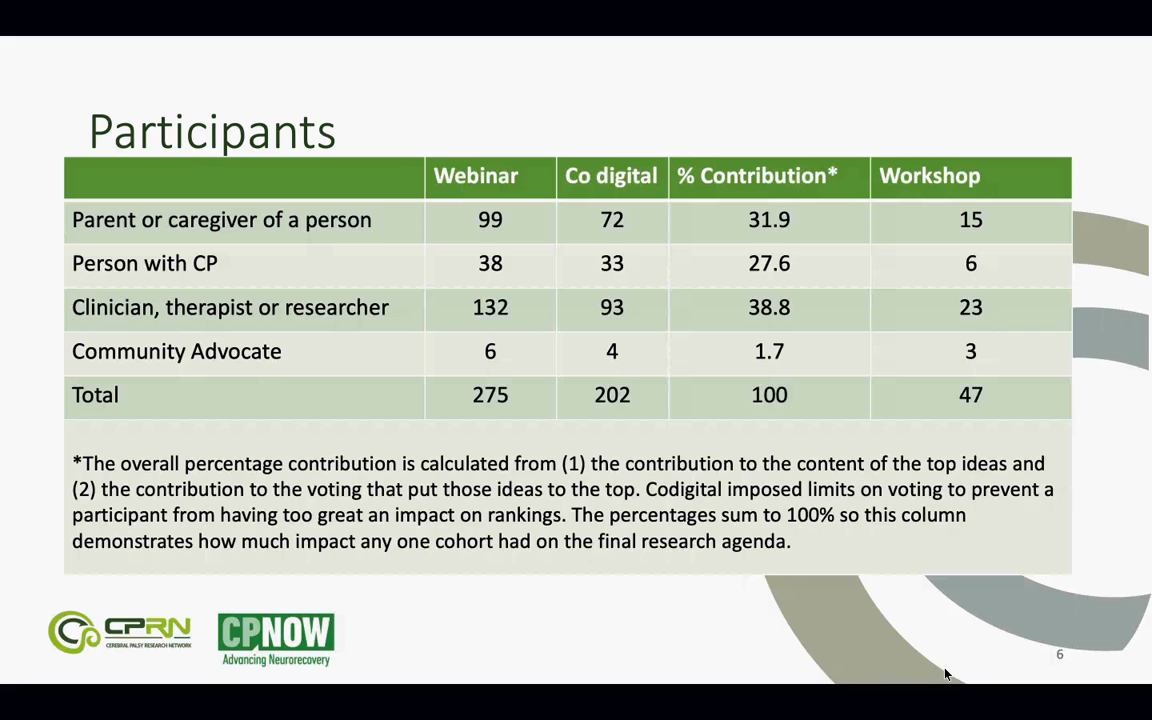 Participants
Webinar Co digital % Contribution* Workshop
Parent or caregiver of a person 99 72 31.9 15
Person with CP 38 33 27.6 6
Clinician, therapist or researcher 132 93 38.8 23
Community Advocate 6 4 1.7 3
Total 275 202 100 47
*The overall percentage contribution is calculated from (1) the contribution to the content of the top ideas and
(2) the contribution to the voting that put those ideas to the top. Codigital imposed limits on voting to prevent a
participant from having too great an impact on rankings. The percentages sum to 100% so this column
demonstrates how much impact any one cohort had on the final research agenda.
CPRN
CEREBRAL PALSY RESEARCH NETWORK
CPNOW
Advancing Neurorecovery
6